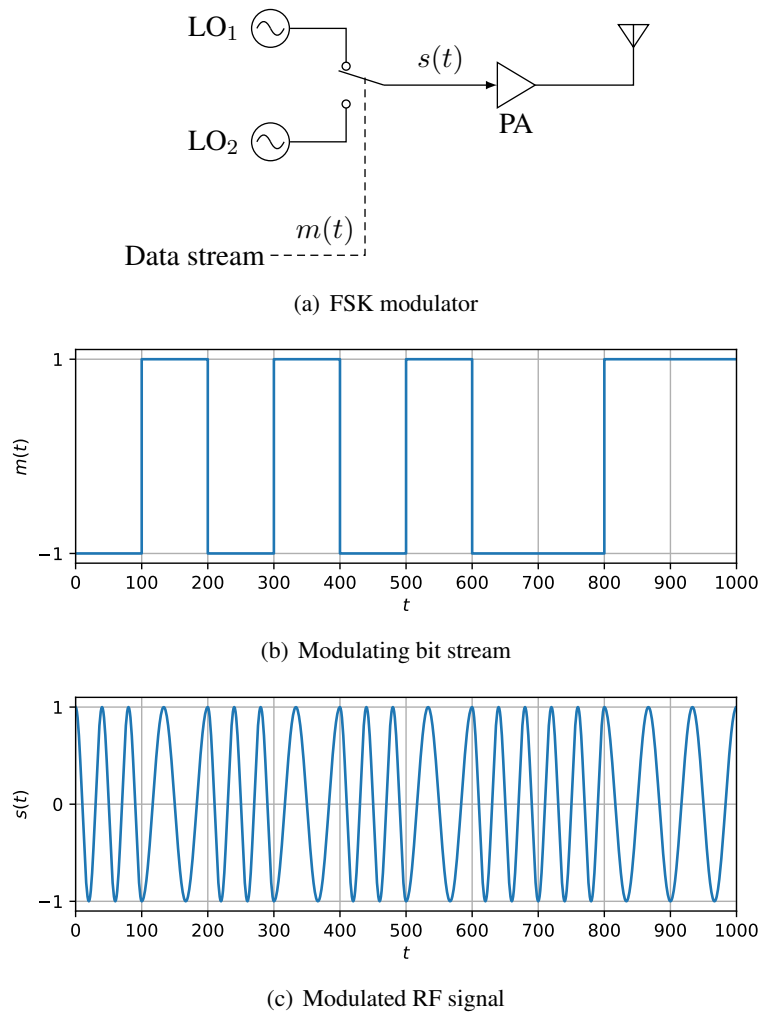 LO₁
s(t)
PA
LO₂
m(t)
Data stream
(a) FSK modulator
1
m(t)
−1
0 100 200 300 400 500 600 700 800 900 1000
t
(b) Modulating bit stream
1
s(t)
0
−1
0 100 200 300 400 500 600 700 800 900 1000
t
(c) Modulated RF signal